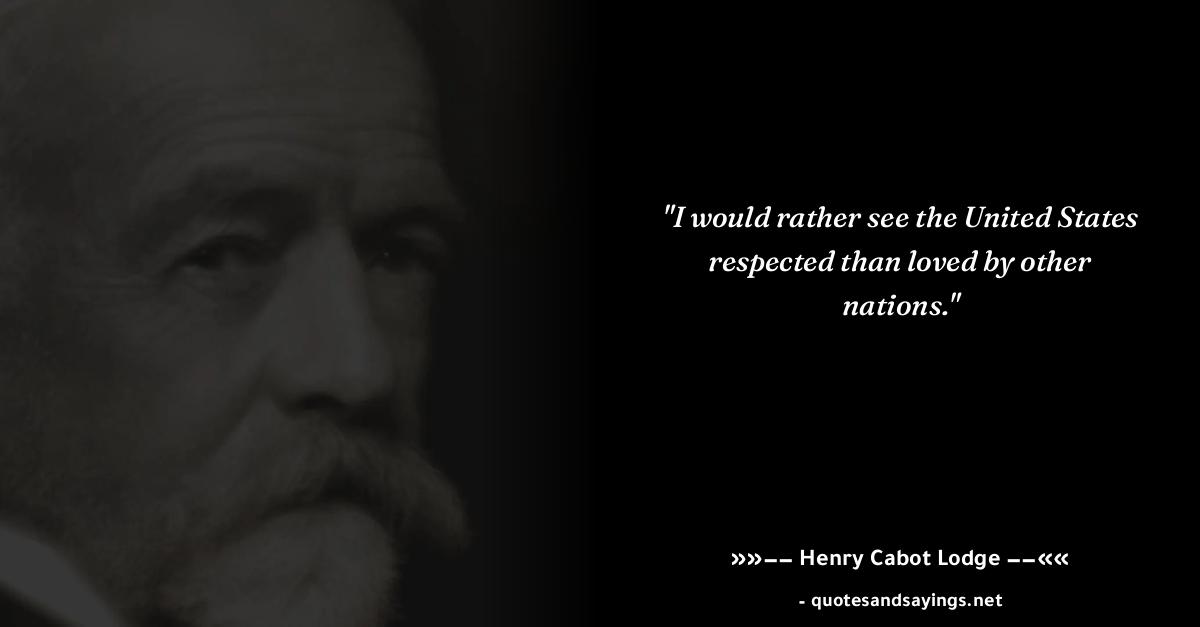 "I would rather see the United States
respected than loved by other
nations."
»»−− Henry Cabot Lodge −−««
- quotesandsayings.net